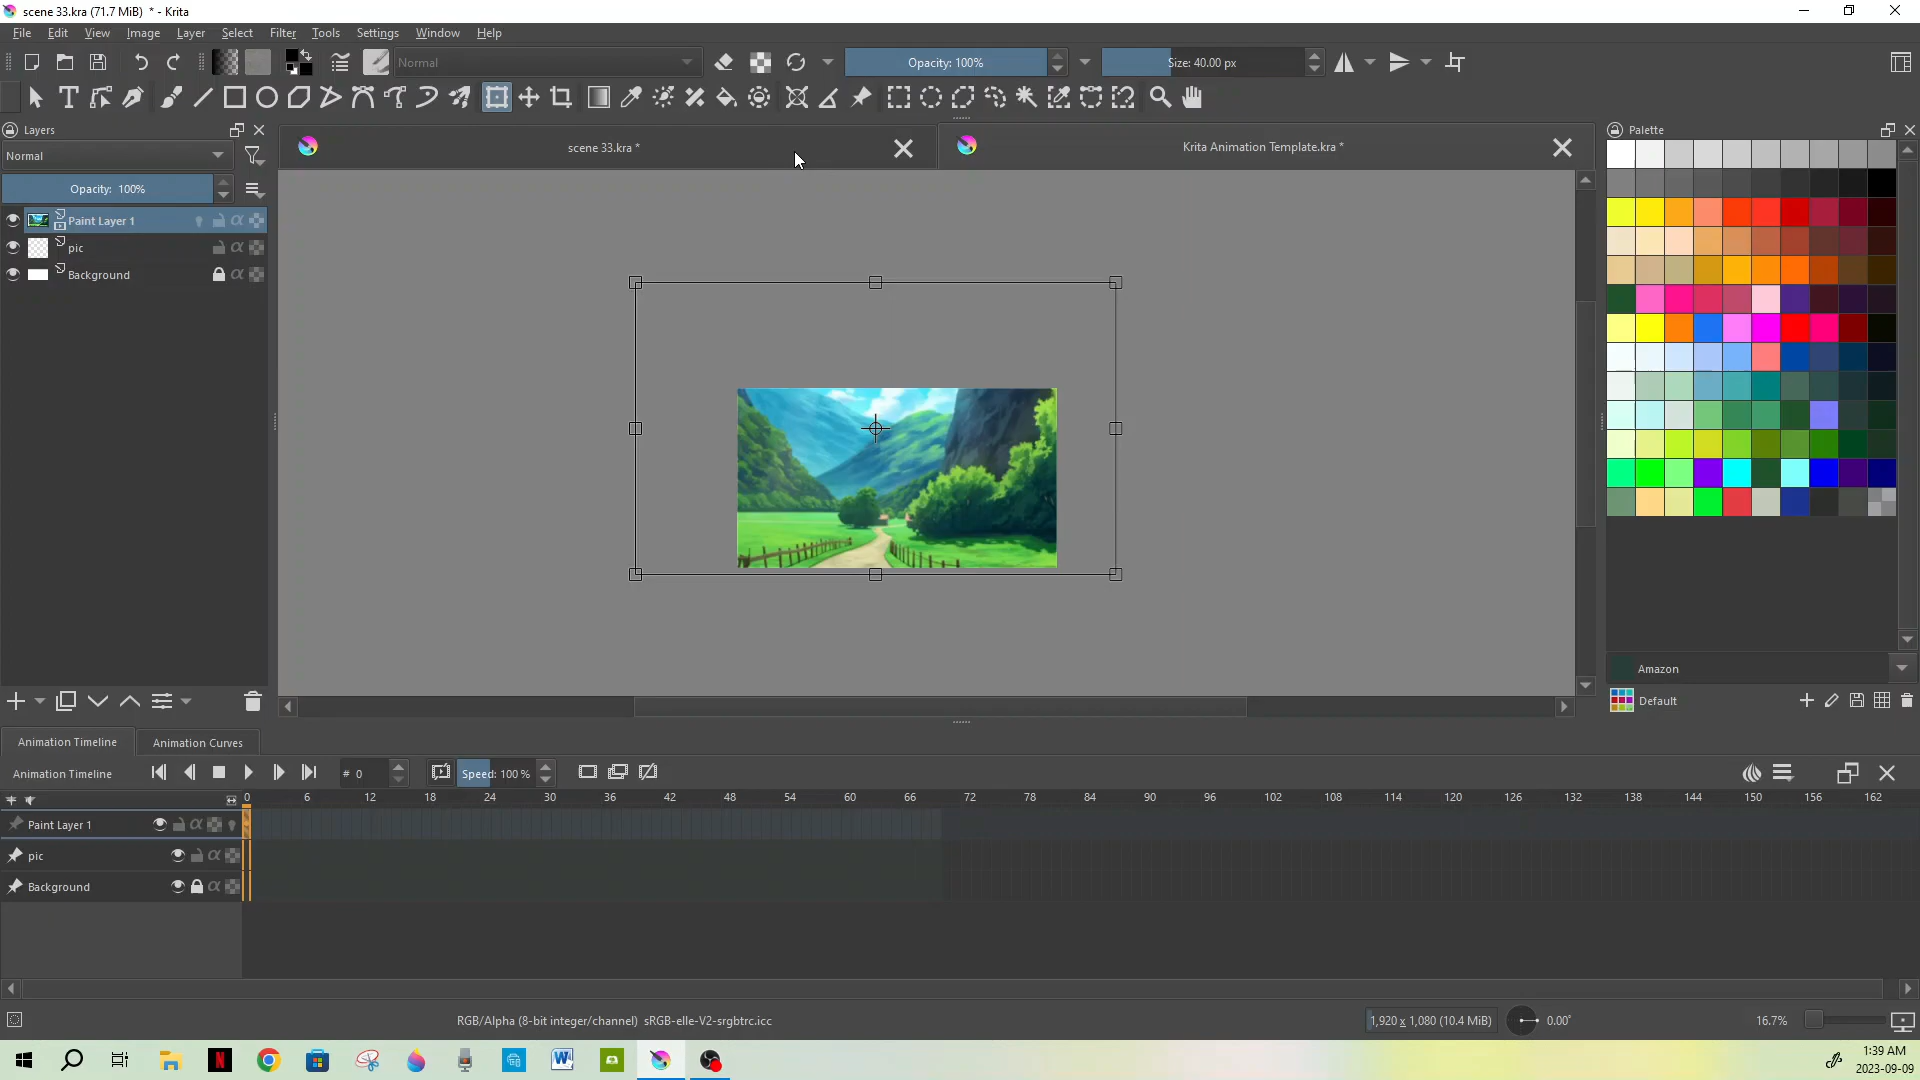 scene 33.kra (71.7 MiB) * - Krita
File Edit View Image Layer Select Filter Tools Settings Window Help
Normal Opacity: 100% Size: 40.00 px
Layers
scene 33.kra *
Krita Animation Template.kra *
Palette
Normal
Opacity: 100%
Paint Layer 1
pic
Background
Amazon
Default
Animation Timeline Animation Curves
Animation Timeline # 0 Speed: 100 %
0 6 12 18 24 30 36 42 48 54 60 66 72 78 84 90 96 102 108 114 120 126 132 138 144 150 156 162
Paint Layer 1
pic
Background
RGB/Alpha (8-bit integer/channel) sRGB-elle-V2-srgbtrc.icc
1,920 x 1,080 (10.4 MiB) 0.00° 16.7%
1:39 AM
2023-09-09